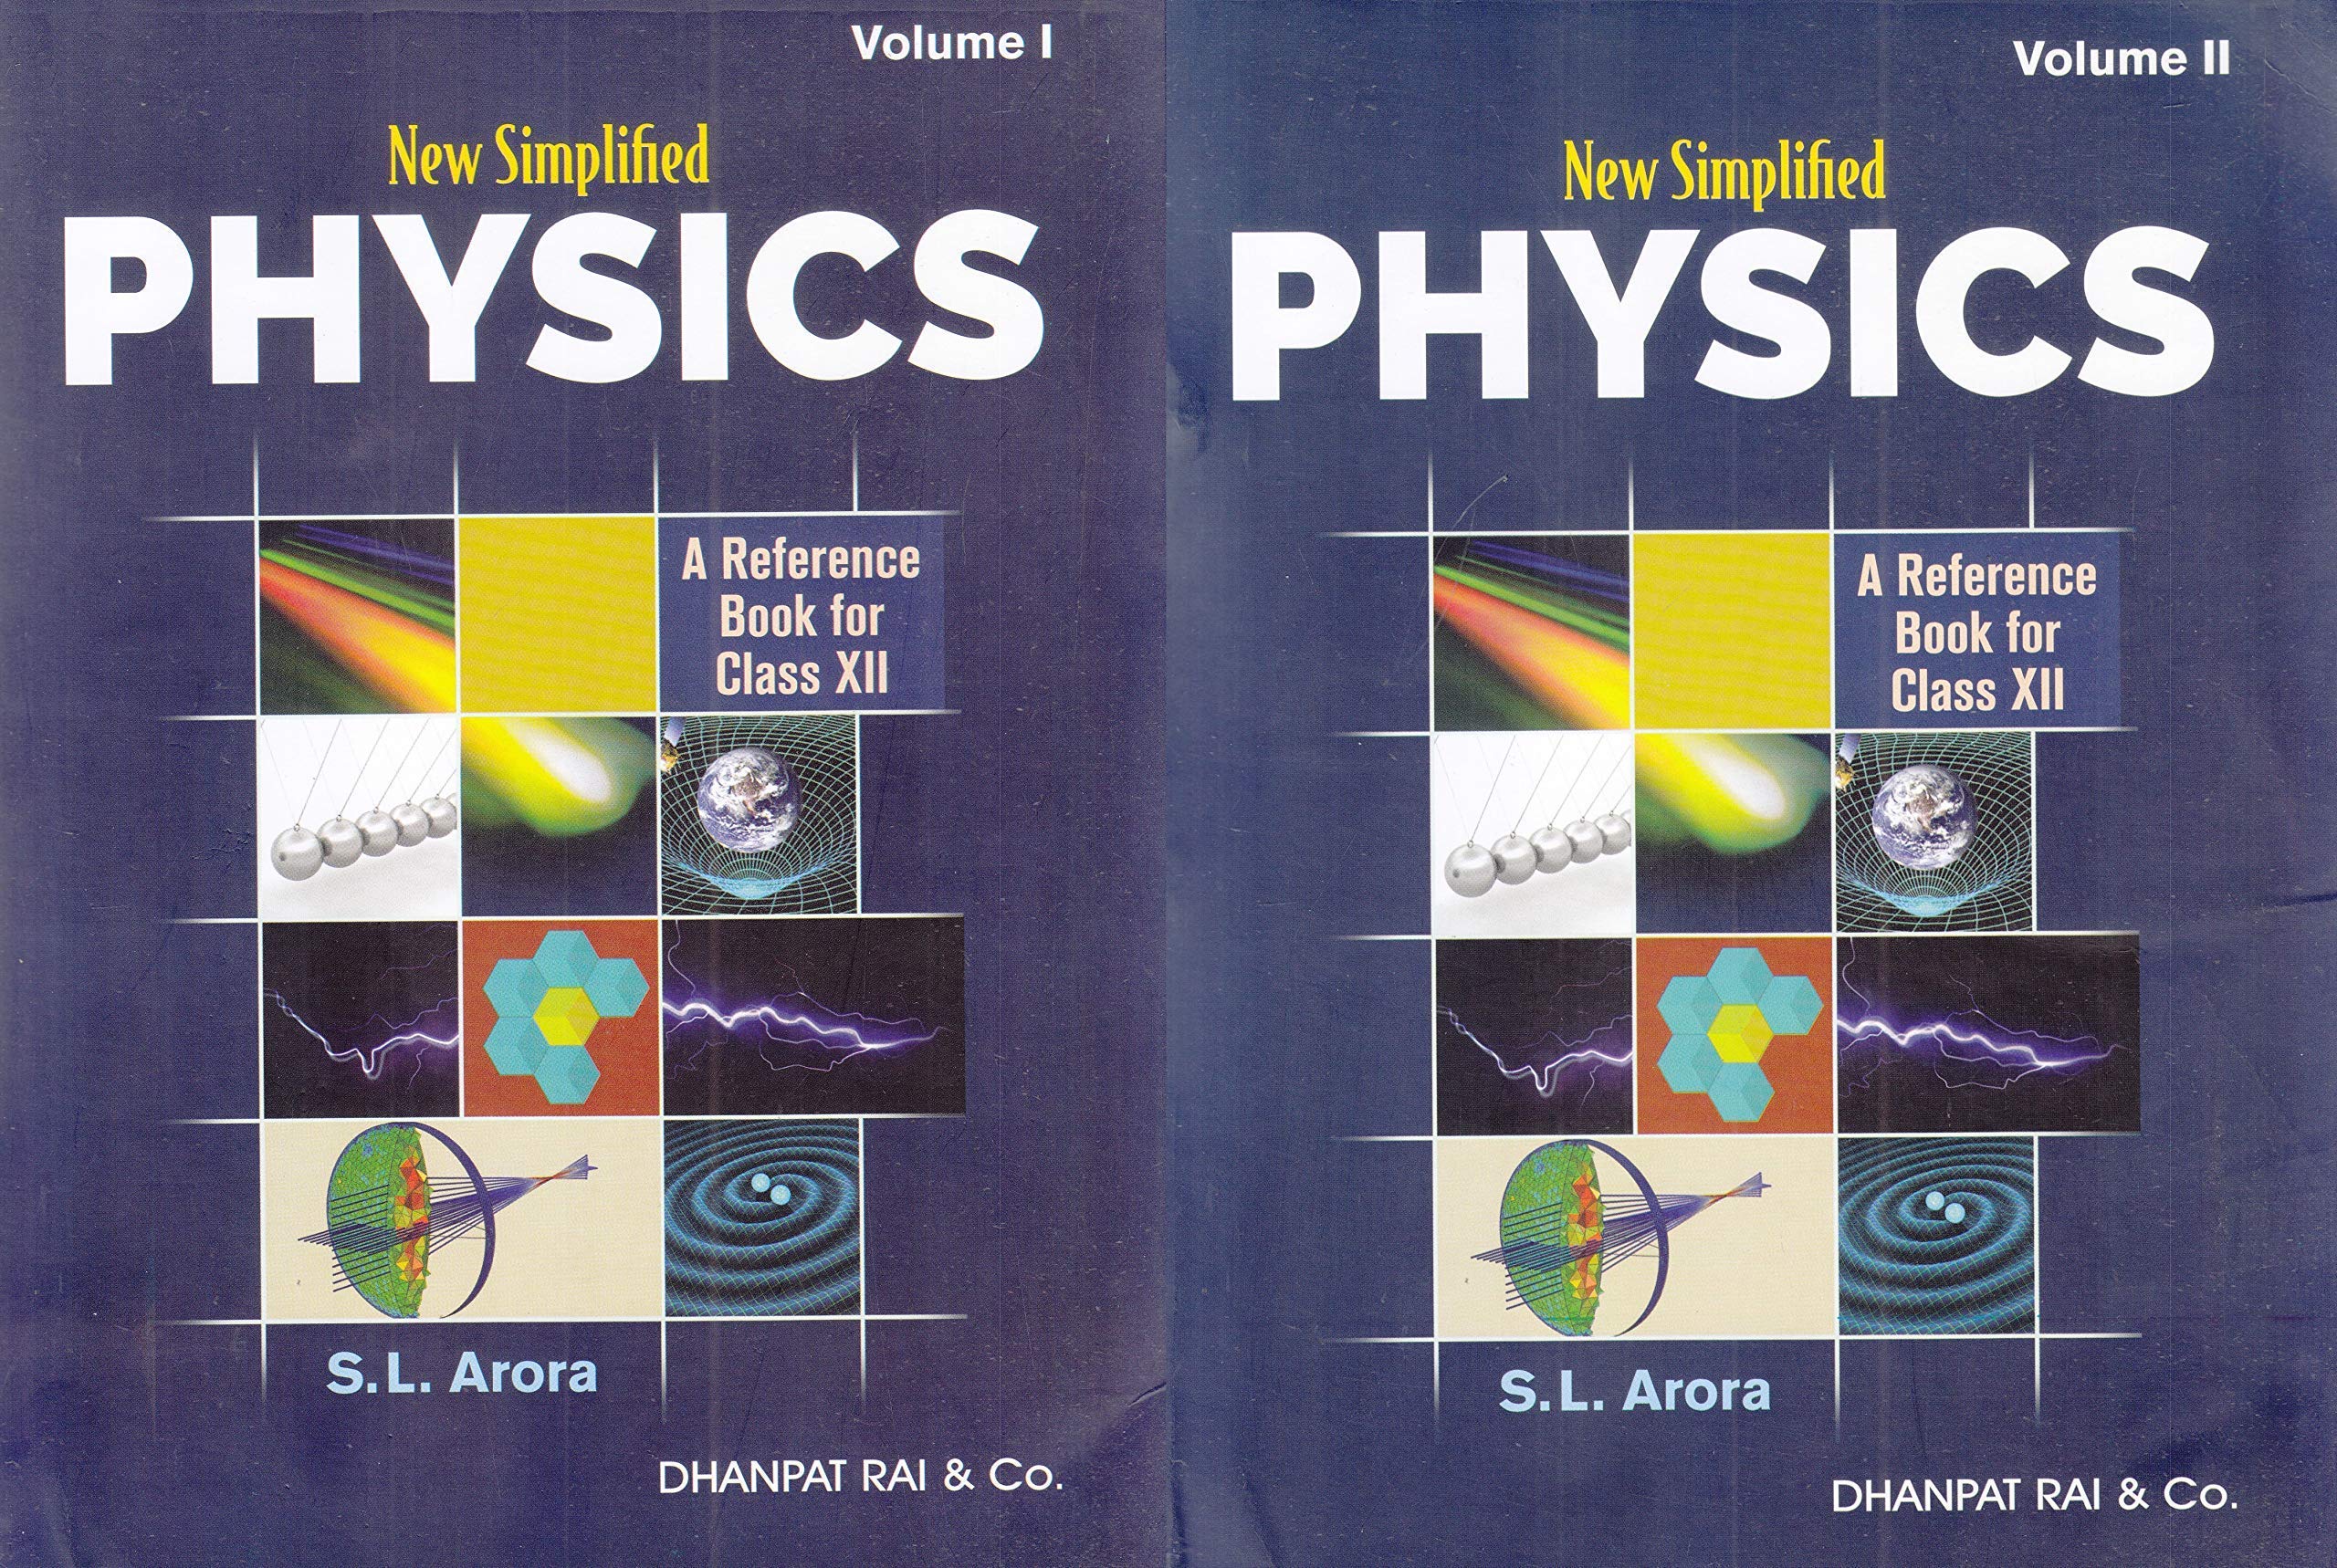 Volume I
New Simplified
PHYSICS
A Reference
Book for
Class XII
S.L. Arora
DHANPAT RAI & Co.
Volume II
New Simplified
PHYSICS
A Reference
Book for
Class XII
S.L. Arora
DHANPAT RAI & Co.